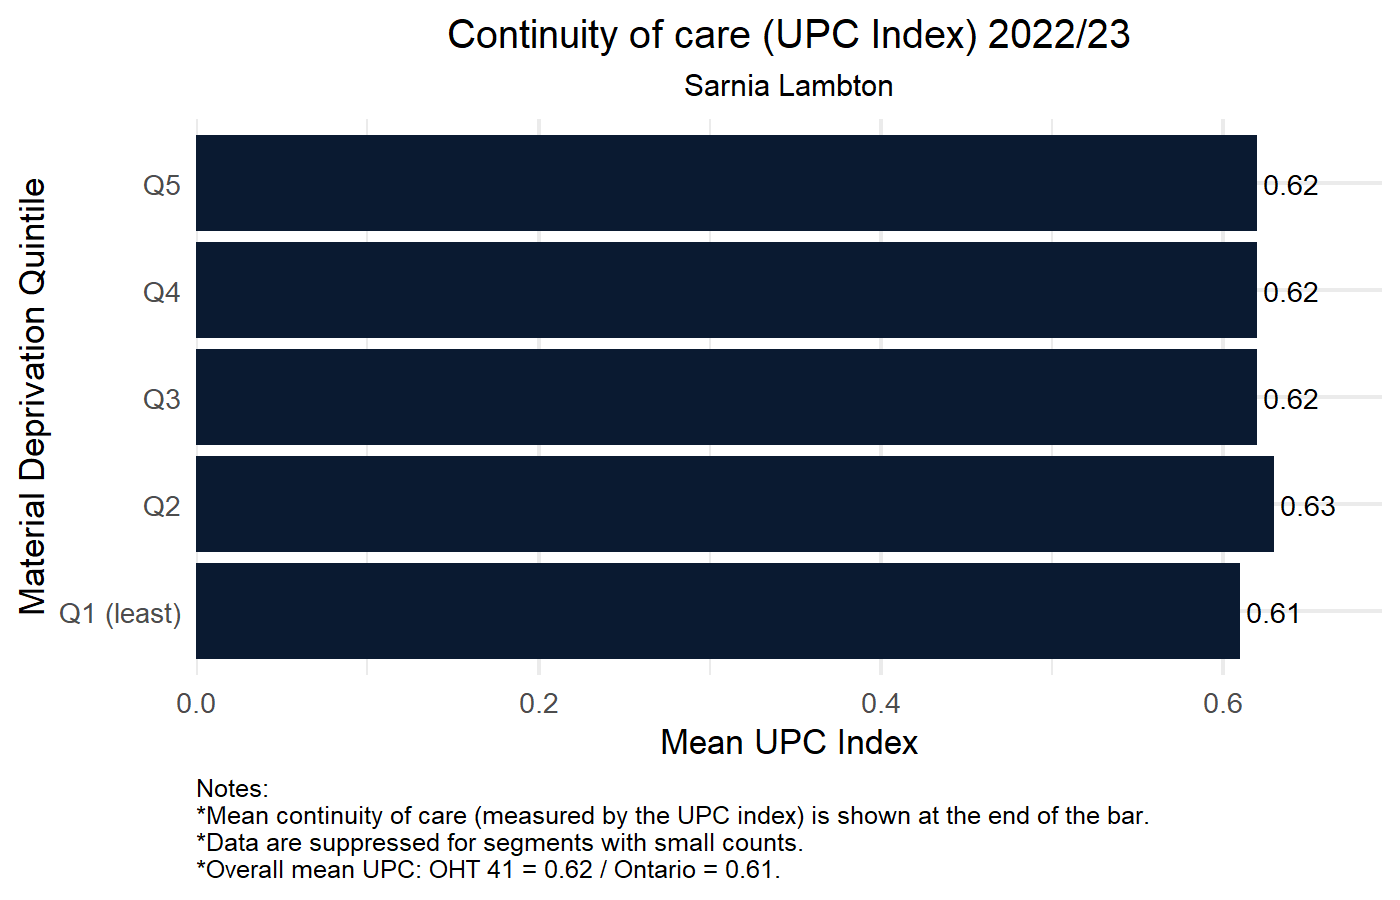 Continuity of care (UPC Index) 2022/23
Sarnia Lambton
Material Deprivation Quintile
Q5
0.62
Q4
0.62
Q3
0.62
Q2
0.63
Q1 (least)
0.61
0.0
0.2
0.4
0.6
Mean UPC Index
Notes:
*Mean continuity of care (measured by the UPC index) is shown at the end of the bar.
*Data are suppressed for segments with small counts.
*Overall mean UPC: OHT 41 = 0.62 / Ontario = 0.61.